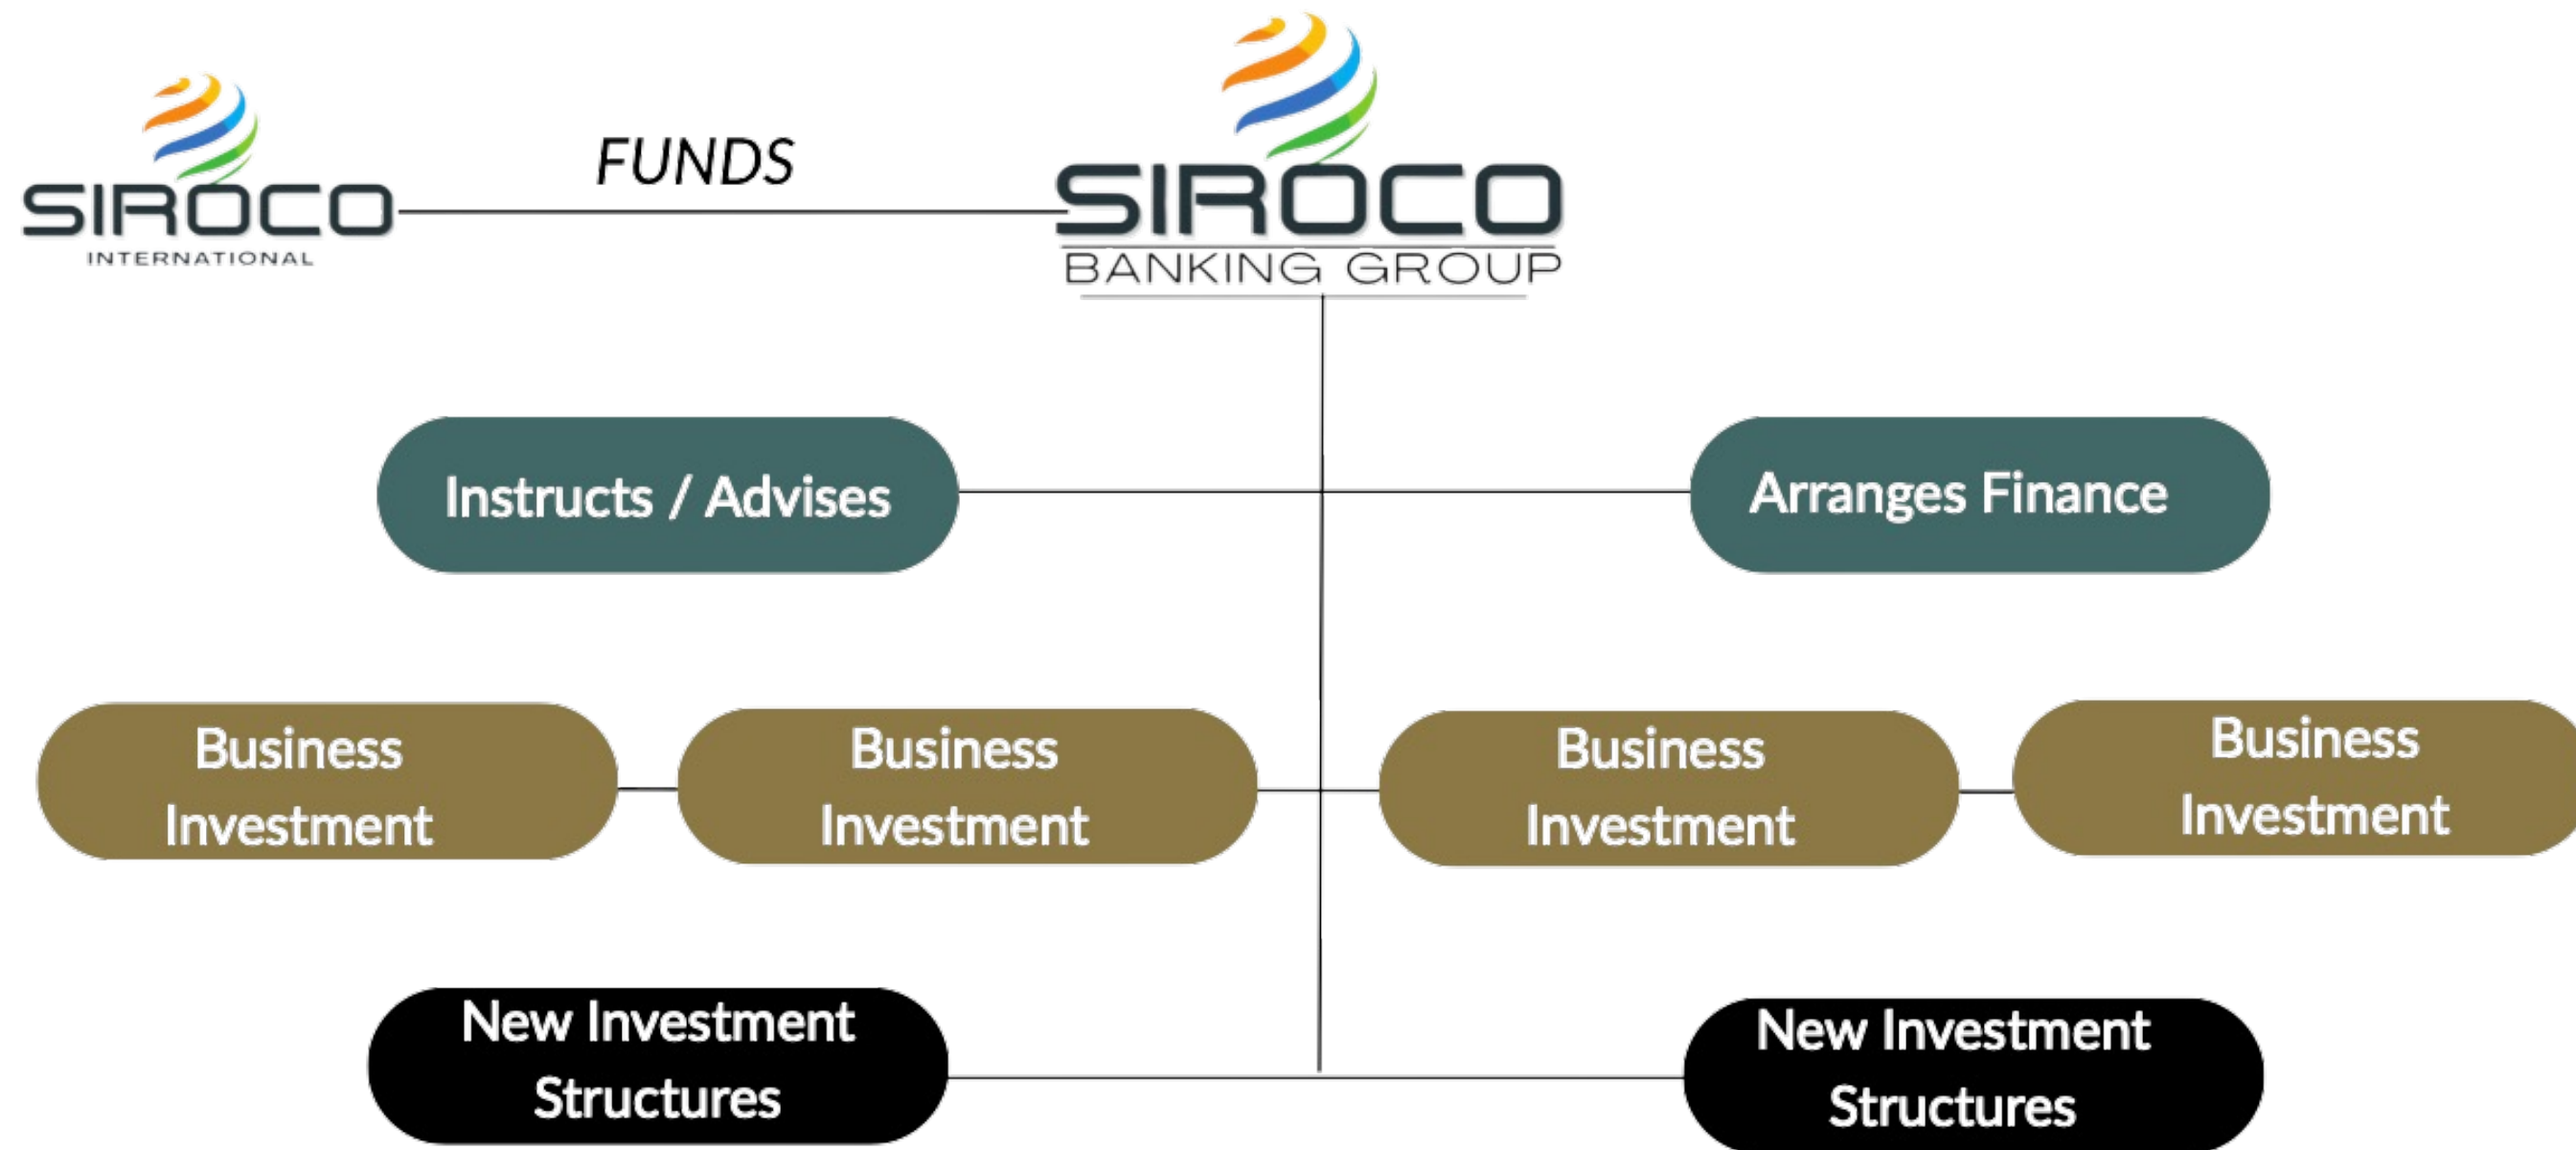 SIROCO
INTERNATIONAL
FUNDS
SIROCO
BANKING GROUP
Instructs / Advises
Arranges Finance
Business
Investment
Business
Investment
Business
Investment
Business
Investment
New Investment
Structures
New Investment
Structures